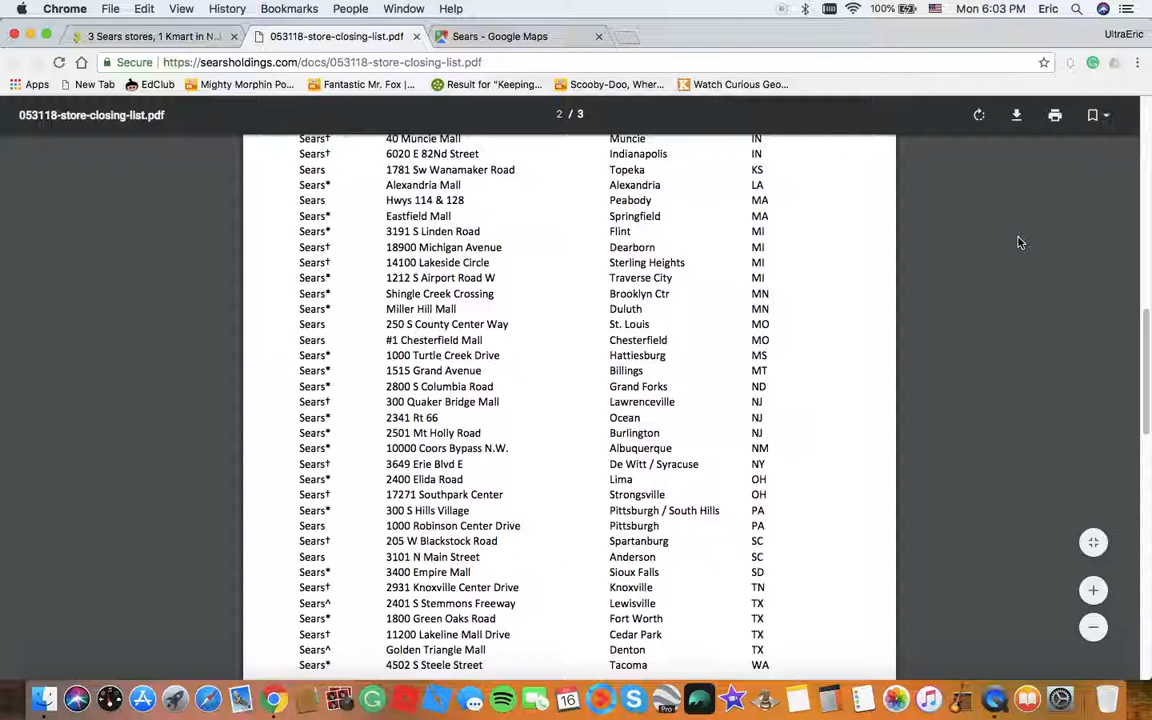 Chrome File Edit View History Bookmarks People Window Help 100% Mon 6:03 PM Eric
3 Sears stores, 1 Kmart in N... 053118-store-closing-list.pdf Sears - Google Maps UltraEric
Secure https://searsholdings.com/docs/053118-store-closing-list.pdf
Apps New Tab EdClub Mighty Morphin Po... Fantastic Mr. Fox |... Result for "Keeping... Scooby-Doo, Wher... Watch Curious Geo...
053118-store-closing-list.pdf 2 / 3
Sears† 40 Muncie Mall Muncie IN
Sears† 6020 E 82Nd Street Indianapolis IN
Sears 1781 Sw Wanamaker Road Topeka KS
Sears* Alexandria Mall Alexandria LA
Sears Hwys 114 & 128 Peabody MA
Sears* Eastfield Mall Springfield MA
Sears* 3191 S Linden Road Flint MI
Sears† 18900 Michigan Avenue Dearborn MI
Sears† 14100 Lakeside Circle Sterling Heights MI
Sears* 1212 S Airport Road W Traverse City MI
Sears* Shingle Creek Crossing Brooklyn Ctr MN
Sears* Miller Hill Mall Duluth MN
Sears 250 S County Center Way St. Louis MO
Sears #1 Chesterfield Mall Chesterfield MO
Sears* 1000 Turtle Creek Drive Hattiesburg MS
Sears* 1515 Grand Avenue Billings MT
Sears* 2800 S Columbia Road Grand Forks ND
Sears† 300 Quaker Bridge Mall Lawrenceville NJ
Sears* 2341 Rt 66 Ocean NJ
Sears* 2501 Mt Holly Road Burlington NJ
Sears* 10000 Coors Bypass N.W. Albuquerque NM
Sears† 3649 Erie Blvd E De Witt / Syracuse NY
Sears* 2400 Elida Road Lima OH
Sears† 17271 Southpark Center Strongsville OH
Sears* 300 S Hills Village Pittsburgh / South Hills PA
Sears 1000 Robinson Center Drive Pittsburgh PA
Sears† 205 W Blackstock Road Spartanburg SC
Sears 3101 N Main Street Anderson SC
Sears* 3400 Empire Mall Sioux Falls SD
Sears† 2931 Knoxville Center Drive Knoxville TN
Sears^ 2401 S Stemmons Freeway Lewisville TX
Sears* 1800 Green Oaks Road Fort Worth TX
Sears† 11200 Lakeline Mall Drive Cedar Park TX
Sears^ Golden Triangle Mall Denton TX
Sears* 4502 S Steele Street Tacoma WA